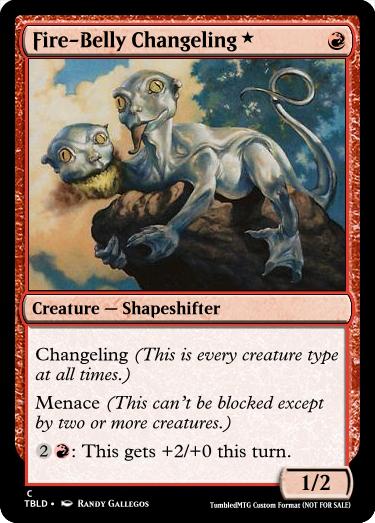 Fire-Belly Changeling ★
Creature — Shapeshifter
Changeling (This is every creature type
at all times.)
Menace (This can't be blocked except
by two or more creatures.)
2 : This gets +2/+0 this turn.
1/2
C
TBLD • Randy Gallegos
TumbledMTG Custom Format (NOT FOR SALE)